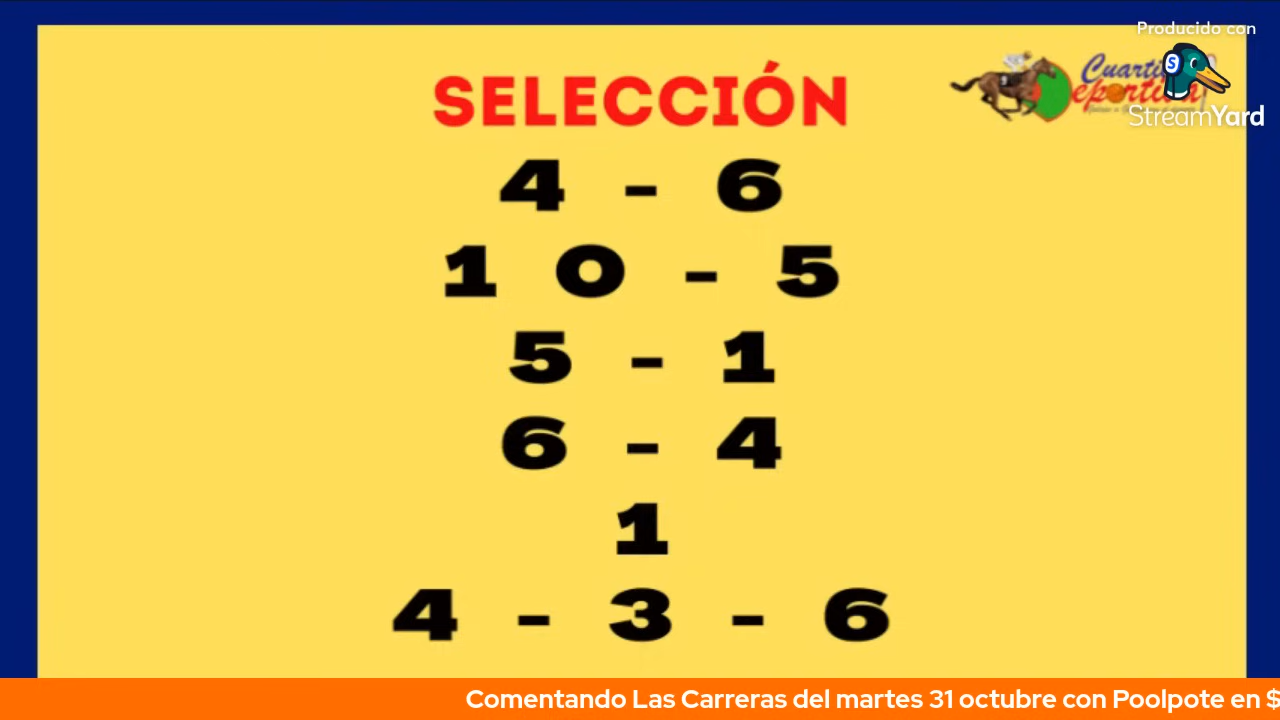 Producido con
SELECCIÓN
StreamYard
4 - 6
1 0 - 5
5 - 1
6 - 4
1
4 - 3 - 6
Comentando Las Carreras del martes 31 octubre con Poolpote en $